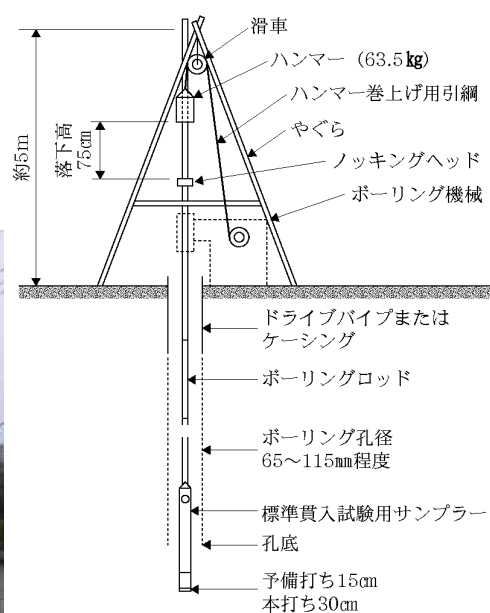 滑車
ハンマー (63.5kg)
ハンマー巻上げ用引綱
やぐら
ノッキングヘッド
ボーリング機械
約5m
落下高
75cm
ドライブパイプまたは
ケーシング
ボーリングロッド
ボーリング孔径
65～115mm程度
標準貫入試験用サンプラー
孔底
予備打ち15cm
本打ち30cm